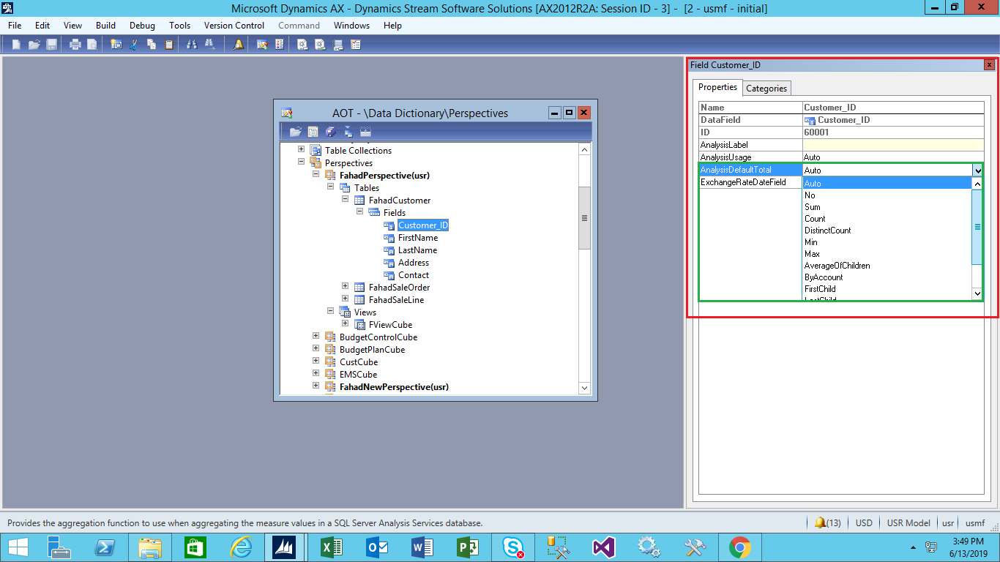 Microsoft Dynamics AX - Dynamics Stream Software Solutions [AX2012R2A: Session ID - 3] - [2 - usmf - initial]
File Edit View Build Debug Tools Version Control Command Windows Help
AOT - \Data Dictionary\Perspectives
Table Collections
Perspectives
FahadPerspective(usr)
Tables
FahadCustomer
Fields
Customer_ID
FirstName
LastName
Address
Contact
FahadSaleOrder
FahadSaleLine
Views
FViewCube
BudgetControlCube
BudgetPlanCube
CustCube
EMSCube
FahadNewPerspective(usr)
Field Customer_ID
Properties Categories
Name Customer_ID
DataField Customer_ID
ID 60001
AnalysisLabel
AnalysisUsage Auto
AnalysisDefaultTotal Auto
ExchangeRateDateField
Auto
No
Sum
Count
DistinctCount
Min
Max
AverageOfChildren
ByAccount
FirstChild
LastChild
Provides the aggregation function to use when aggregating the measure values in a SQL Server Analysis Services database.
(13) USD USR Model usr usmf
3:49 PM
6/13/2019